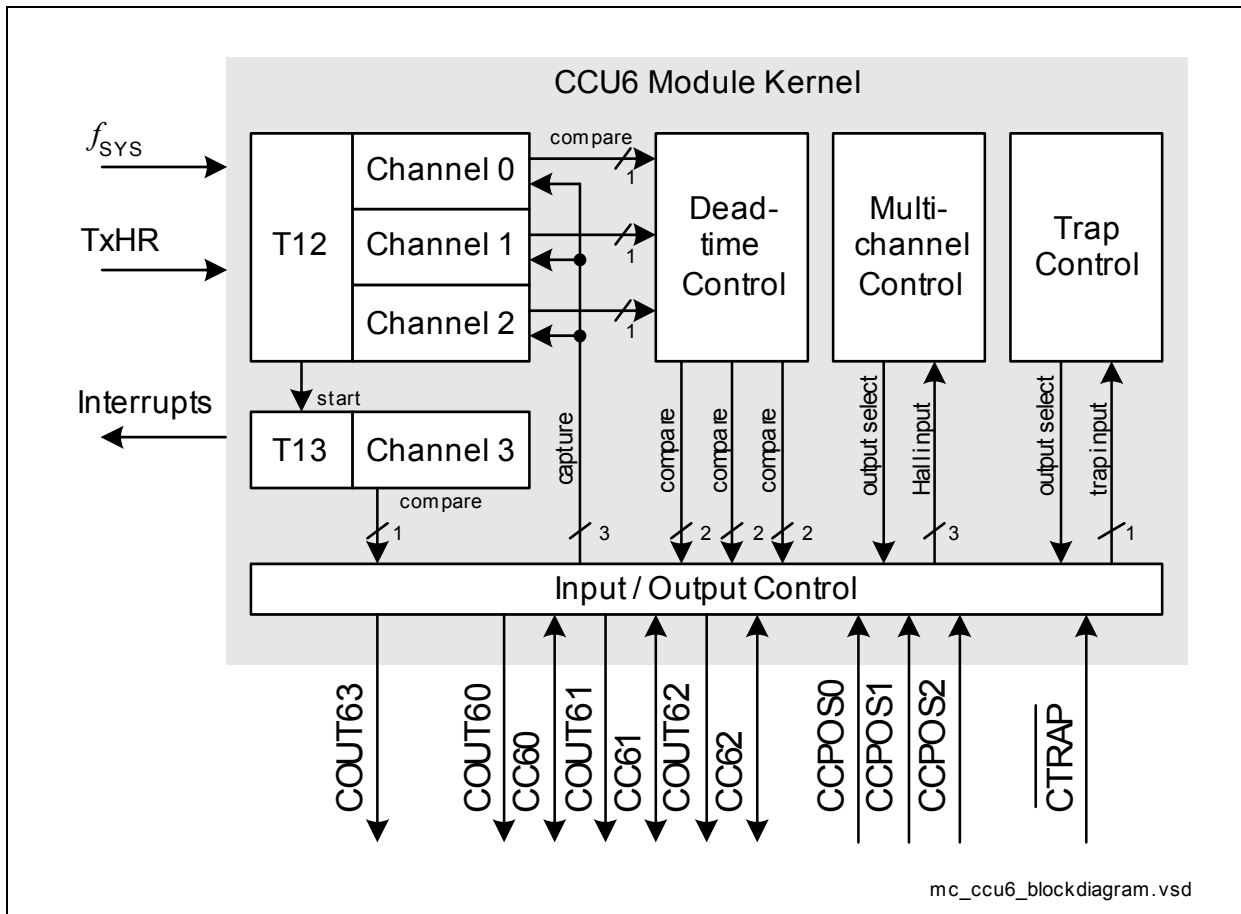 CCU6 Module Kernel
fSYS
TxHR
Interrupts
T12
Channel 0
Channel 1
Channel 2
compare
1
1
1
Dead-
time
Control
Multi-
channel
Control
Trap
Control
start
T13
Channel 3
compare
1
capture
3
compare
2
compare
2
compare
2
output select
Hall input
3
output select
trap input
1
Input / Output Control
COUT63
COUT60
CC60
COUT61
CC61
COUT62
CC62
CCPOS0
CCPOS1
CCPOS2
CTRAP
mc_ccu6_blockdiagram.vsd